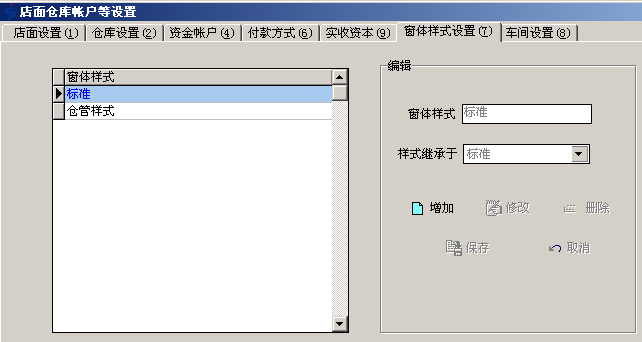 店面仓库帐户等设置
店面设置(1) 仓库设置(2) 资金帐户(4) 付款方式(6) 实收资本(9) 窗体样式设置(7) 车间设置(8)
窗体样式
标准
仓管样式
编辑
窗体样式 标准
样式继承于 标准
增加 修改 删除
保存 取消